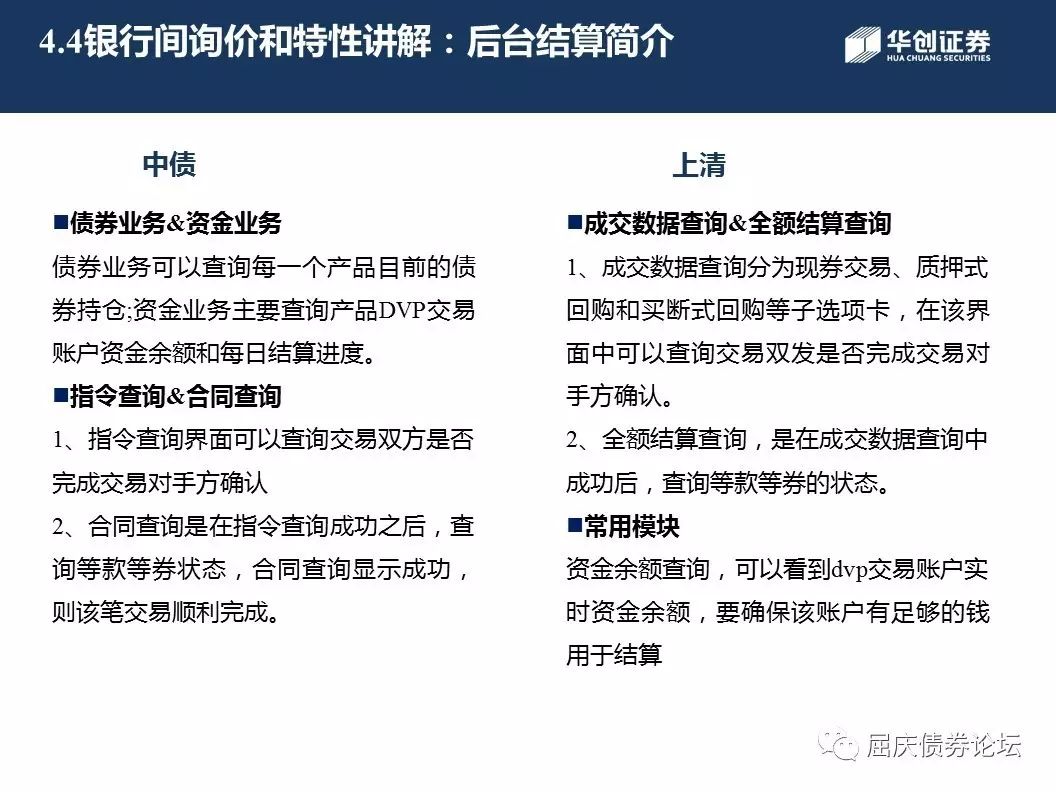 4.4银行间询价和特性讲解：后台结算简介
华创证券
HUA CHUANG SECURITIES
中债
■债券业务&资金业务
债券业务可以查询每一个产品目前的债
券持仓;资金业务主要查询产品DVP交易
账户资金余额和每日结算进度。
■指令查询&合同查询
1、指令查询界面可以查询交易双方是否
完成交易对手方确认
2、合同查询是在指令查询成功之后，查
询等款等券状态，合同查询显示成功，
则该笔交易顺利完成。
上清
■成交数据查询&全额结算查询
1、成交数据查询分为现券交易、质押式
回购和买断式回购等子选项卡，在该界
面中可以查询交易双发是否完成交易对
手方确认。
2、全额结算查询，是在成交数据查询中
成功后，查询等款等券的状态。
■常用模块
资金余额查询，可以看到dvp交易账户实
时资金余额，要确保该账户有足够的钱
用于结算
屈庆债券论坛